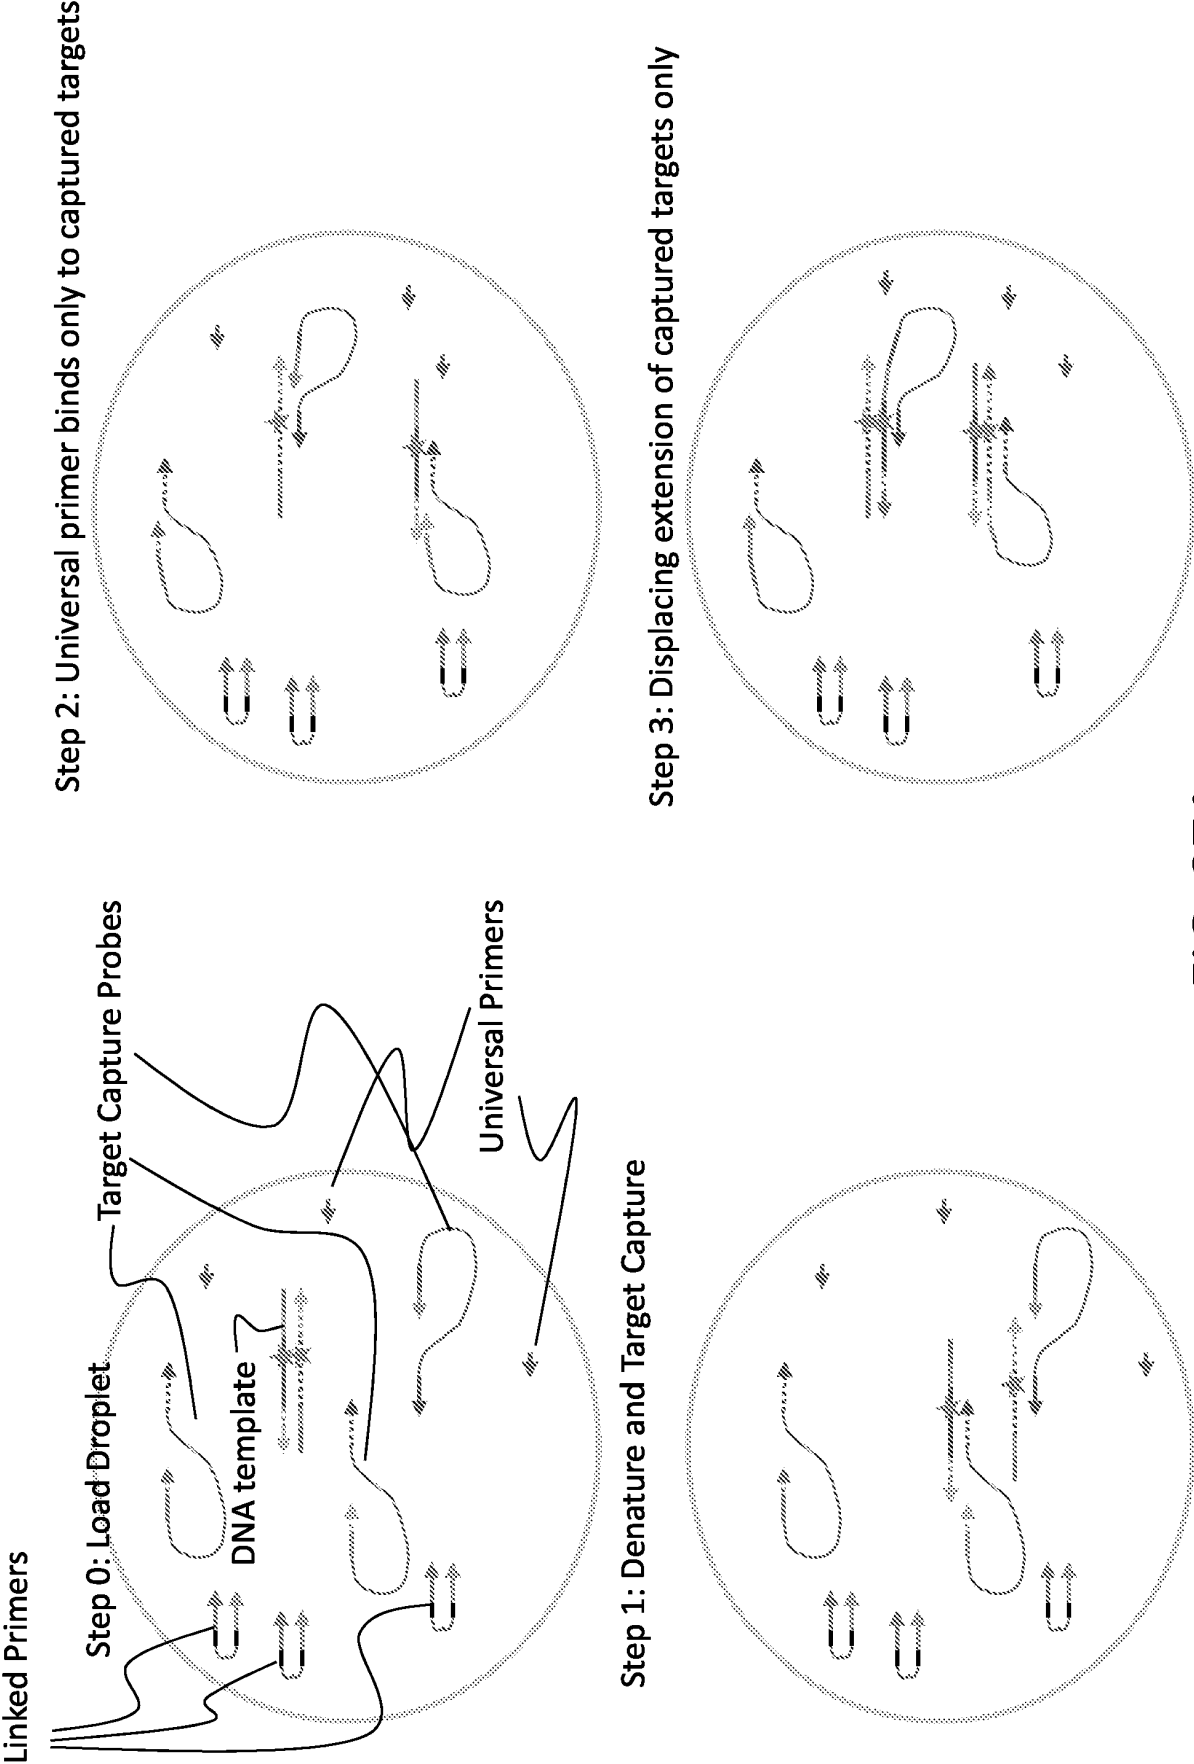 Linked Primers
Step 0: Load Droplet
Target Capture Probes
DNA template
Universal Primers
Step 1: Denature and Target Capture
Step 2: Universal primer binds only to captured targets
Step 3: Displacing extension of captured targets only